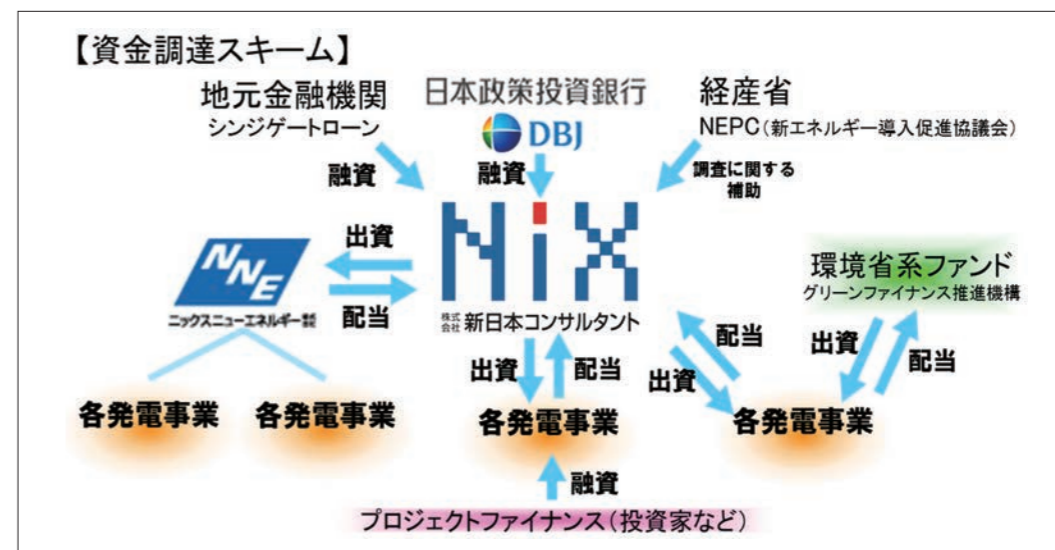 【資金調達スキーム】
地元金融機関
シンジゲートローン
日本政策投資銀行
DBJ
経産省
NEPC(新エネルギー導入促進協議会)
融資
融資
調査に関する
補助
NiX
株式
会社 新日本コンサルタント
NNE
ニックスニューエネルギー株式会社
出資
配当
環境省系ファンド
グリーンファイナンス推進機構
出資
配当
出資
配当
出資
配当
各発電事業
各発電事業
各発電事業
各発電事業
融資
プロジェクトファイナンス(投資家など)